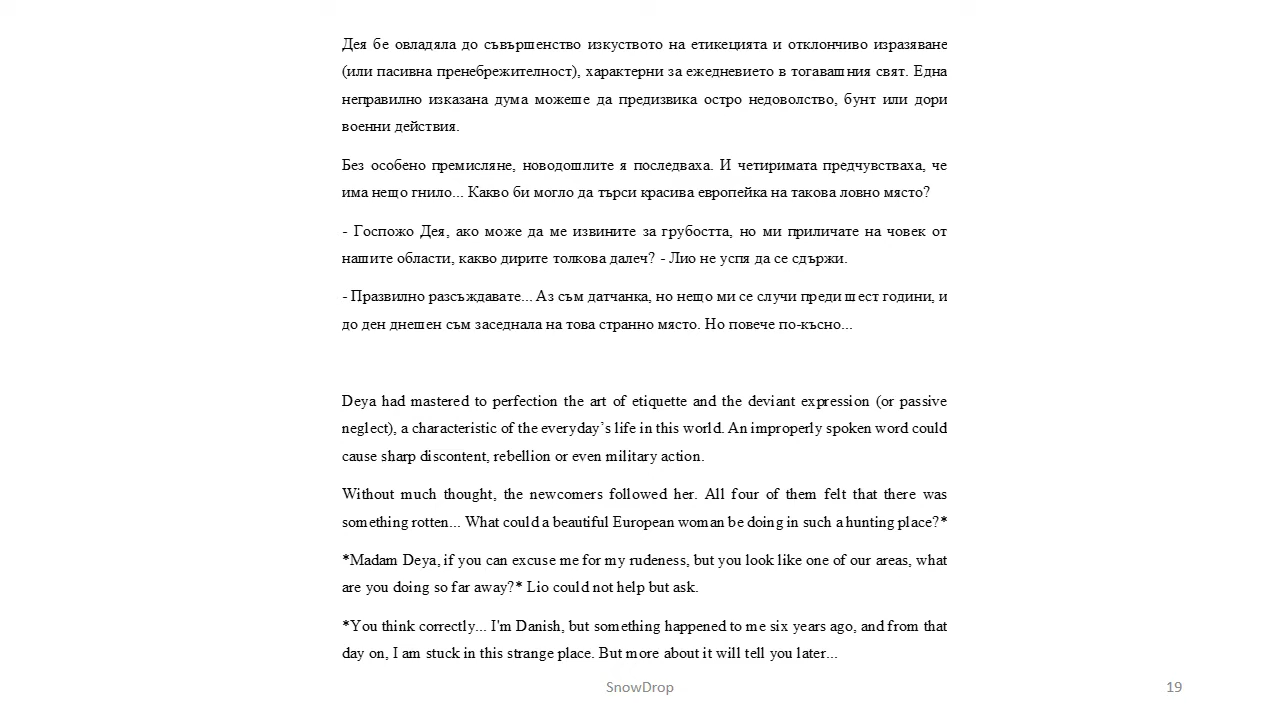 Дея бе овладяла до съвършенство изкуството на етикецията и отклончиво изразяване
(или пасивна пренебрежителност), характерни за ежедневието в тогавашния свят. Една
неправилно изказана дума можеше да предизвика остро недоволство, бунт или дори
военни действия.
Без особено премисляне, новодошлите я последваха. И четиримата предчувстваха, че
има нещо гнило... Какво би могло да търси красива европейка на такова ловно място?
- Госпожо Дея, ако може да ме извините за грубостта, но ми приличате на човек от
нашите области, какво дирите толкова далеч? - Лио не успя да се сдържи.
- Празвилно разсъждавате... Аз съм датчанка, но нещо ми се случи преди шест години, и
до ден днешен съм заседнала на това странно място. Но повече по-късно...
Deya had mastered to perfection the art of etiquette and the deviant expression (or passive
neglect), a characteristic of the everyday’s life in this world. An improperly spoken word could
cause sharp discontent, rebellion or even military action.
Without much thought, the newcomers followed her. All four of them felt that there was
something rotten... What could a beautiful European woman be doing in such a hunting place?*
*Madam Deya, if you can excuse me for my rudeness, but you look like one of our areas, what
are you doing so far away?* Lio could not help but ask.
*You think correctly... I'm Danish, but something happened to me six years ago, and from that
day on, I am stuck in this strange place. But more about it will tell you later...
SnowDrop
19